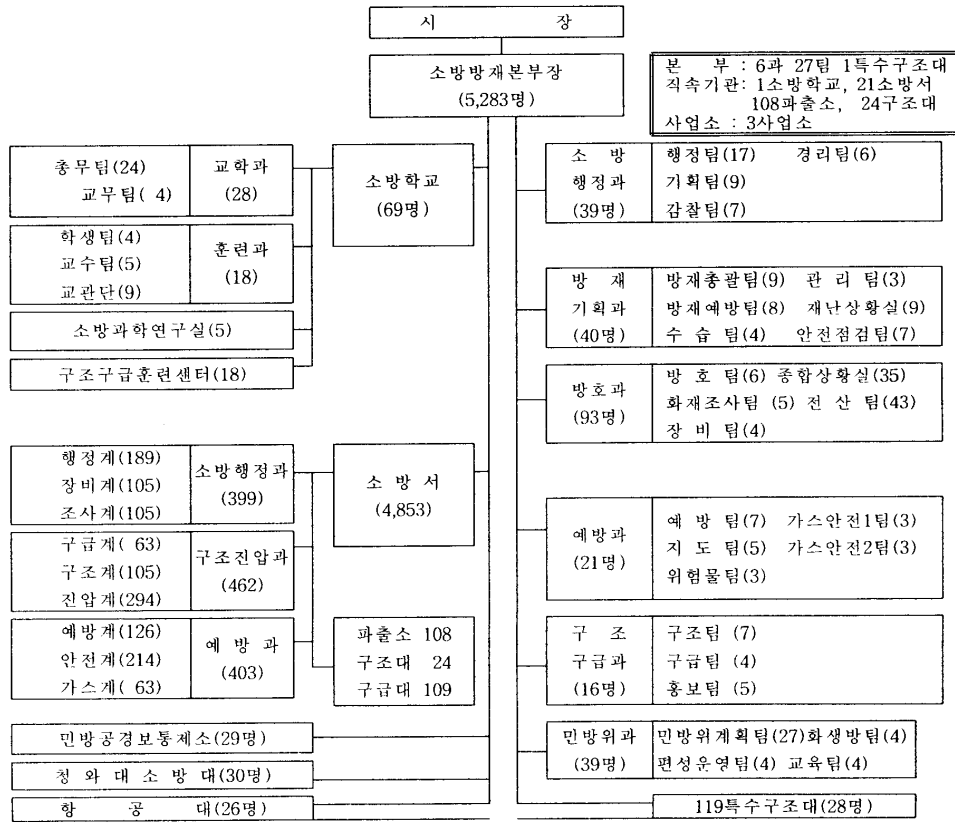 시 장
소방방재본부장
(5,283명)
본 부 : 6과 27팀 1특수구조대
직속기관: 1소방학교, 21소방서
108파출소, 24구조대
사업소 : 3사업소
총무팀(24)
교무팀( 4)
교학과
(28)
학생팀(4)
교수팀(5)
교관단(9)
훈련과
(18)
소방과학연구실(5)
구조구급훈련센터(18)
소방학교
(69명)
행정계(189)
장비계(105)
조사계(105)
소방행정과
(399)
구급계( 63)
구조계(105)
진압계(294)
구조진압과
(462)
예방계(126)
안전계(214)
가스계( 63)
예 방 과
(403)
소 방 서
(4,853)
파출소 108
구조대 24
구급대 109
민방공경보통제소(29명)
청 와 대 소 방 대(30명)
항 공 대(26명)
소 방
행정과
(39명)
행정팀(17) 경리팀(6)
기획팀(9)
감찰팀(7)
방 재
기획과
(40명)
방재총괄팀(9) 관 리 팀(3)
방재예방팀(8) 재난상황실(9)
수 습 팀(4) 안전점검팀(7)
방호과
(93명)
방 호 팀(6) 종합상황실(35)
화재조사팀 (5) 전 산 팀(43)
장 비 팀(4)
예방과
(21명)
예 방 팀(7) 가스안전1팀(3)
지 도 팀(5) 가스안전2팀(3)
위험물팀(3)
구 조
구급과
(16명)
구조팀 (7)
구급팀 (4)
홍보팀 (5)
민방위과
(39명)
민방위계획팀(27)화생방팀(4)
편성운영팀(4) 교육팀(4)
119특수구조대(28명)